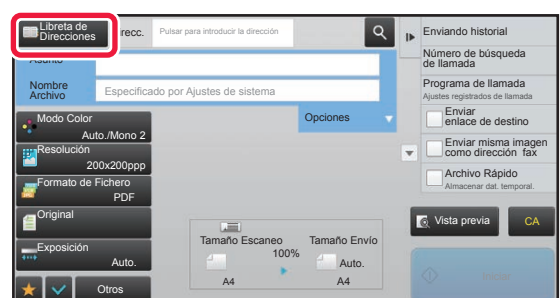 Libreta de
Direcciones
recc.
Pulsar para introducir la dirección
Asunto
Nombre
Archivo
Especificado por Ajustes de sistema
Opciones
Modo Color
Auto./Mono 2
Resolución
200x200ppp
Formato de Fichero
PDF
Original
Exposición
Auto.
Otros
Tamaño Escaneo
100%
A4
Tamaño Envío
Auto.
A4
Enviando historial
Número de búsqueda
de llamada
Programa de llamada
Ajustes registrados de llamada
Enviar
enlace de destino
Enviar misma imagen
como dirección fax
Archivo Rápido
Almacenar dat. temporal.
Vista previa
CA
Iniciar